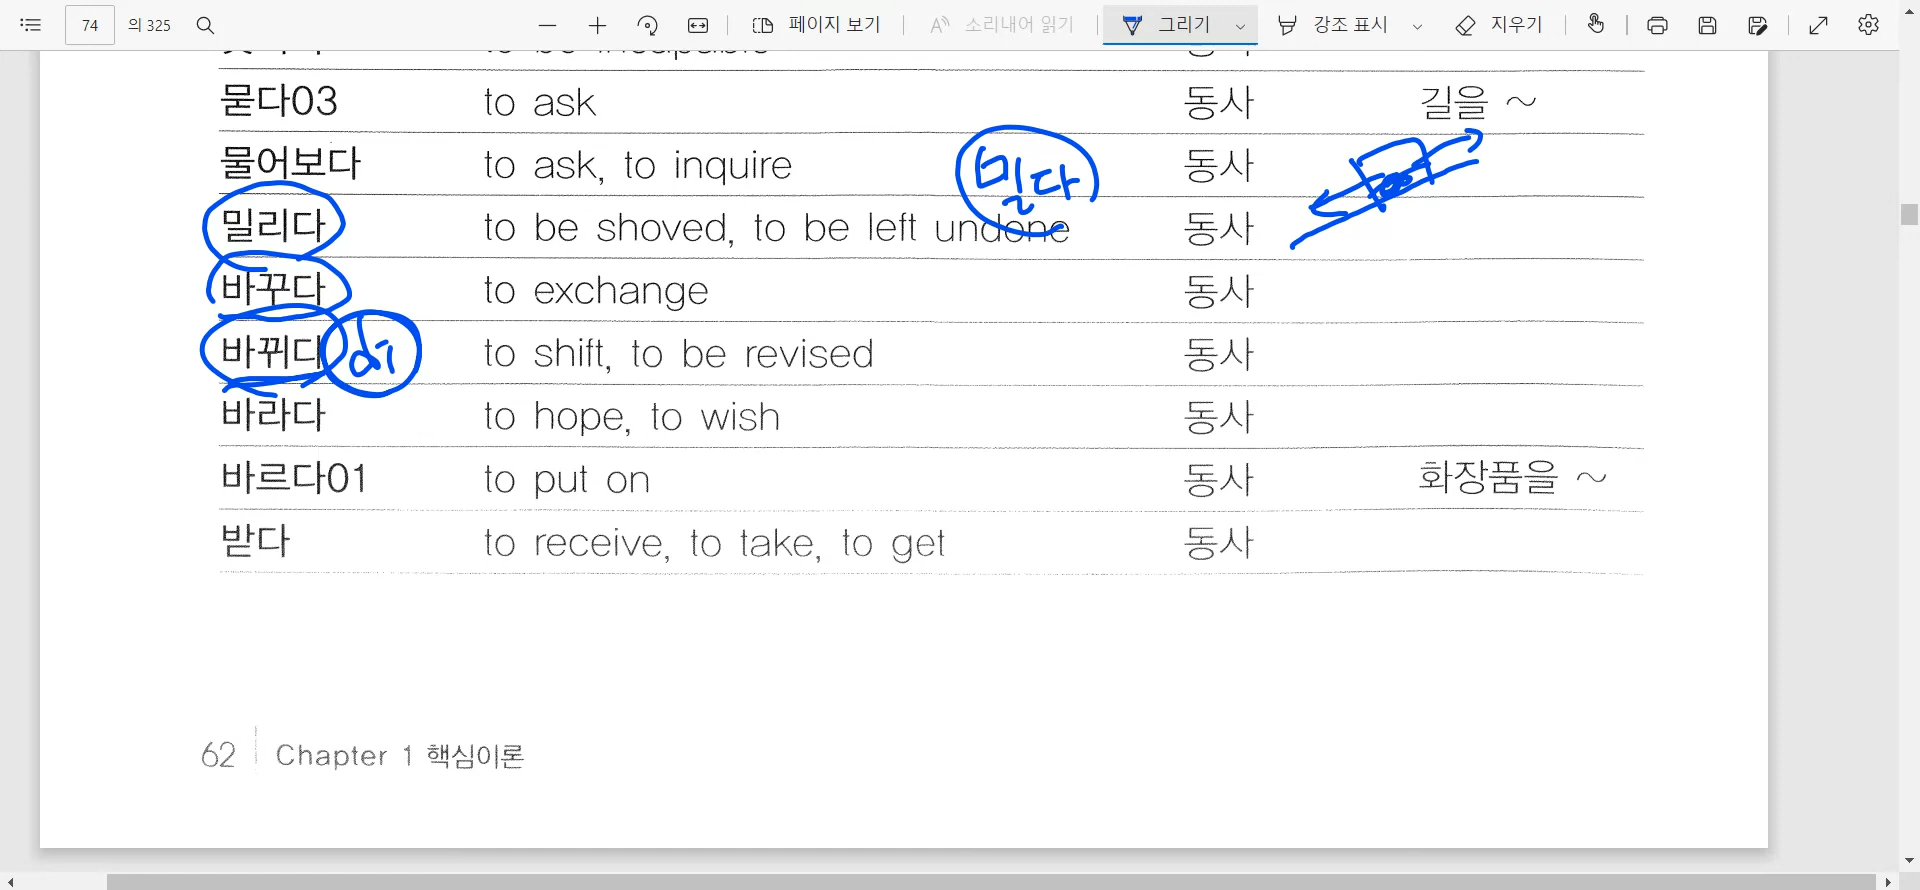 74 의 325 페이지 보기 소리내어 읽기 그리기 강조 표시 지우기
묻다03 to ask 동사 길을 ~
물어보다 to ask, to inquire 밀다 동사
밀리다 to be shoved, to be left undone 동사
바꾸다 to exchange 동사
바뀌다 to shift, to be revised 동사
바라다 to hope, to wish 동사
바르다01 to put on 동사 화장품을 ~
받다 to receive, to take, to get 동사
62 Chapter 1 핵심이론